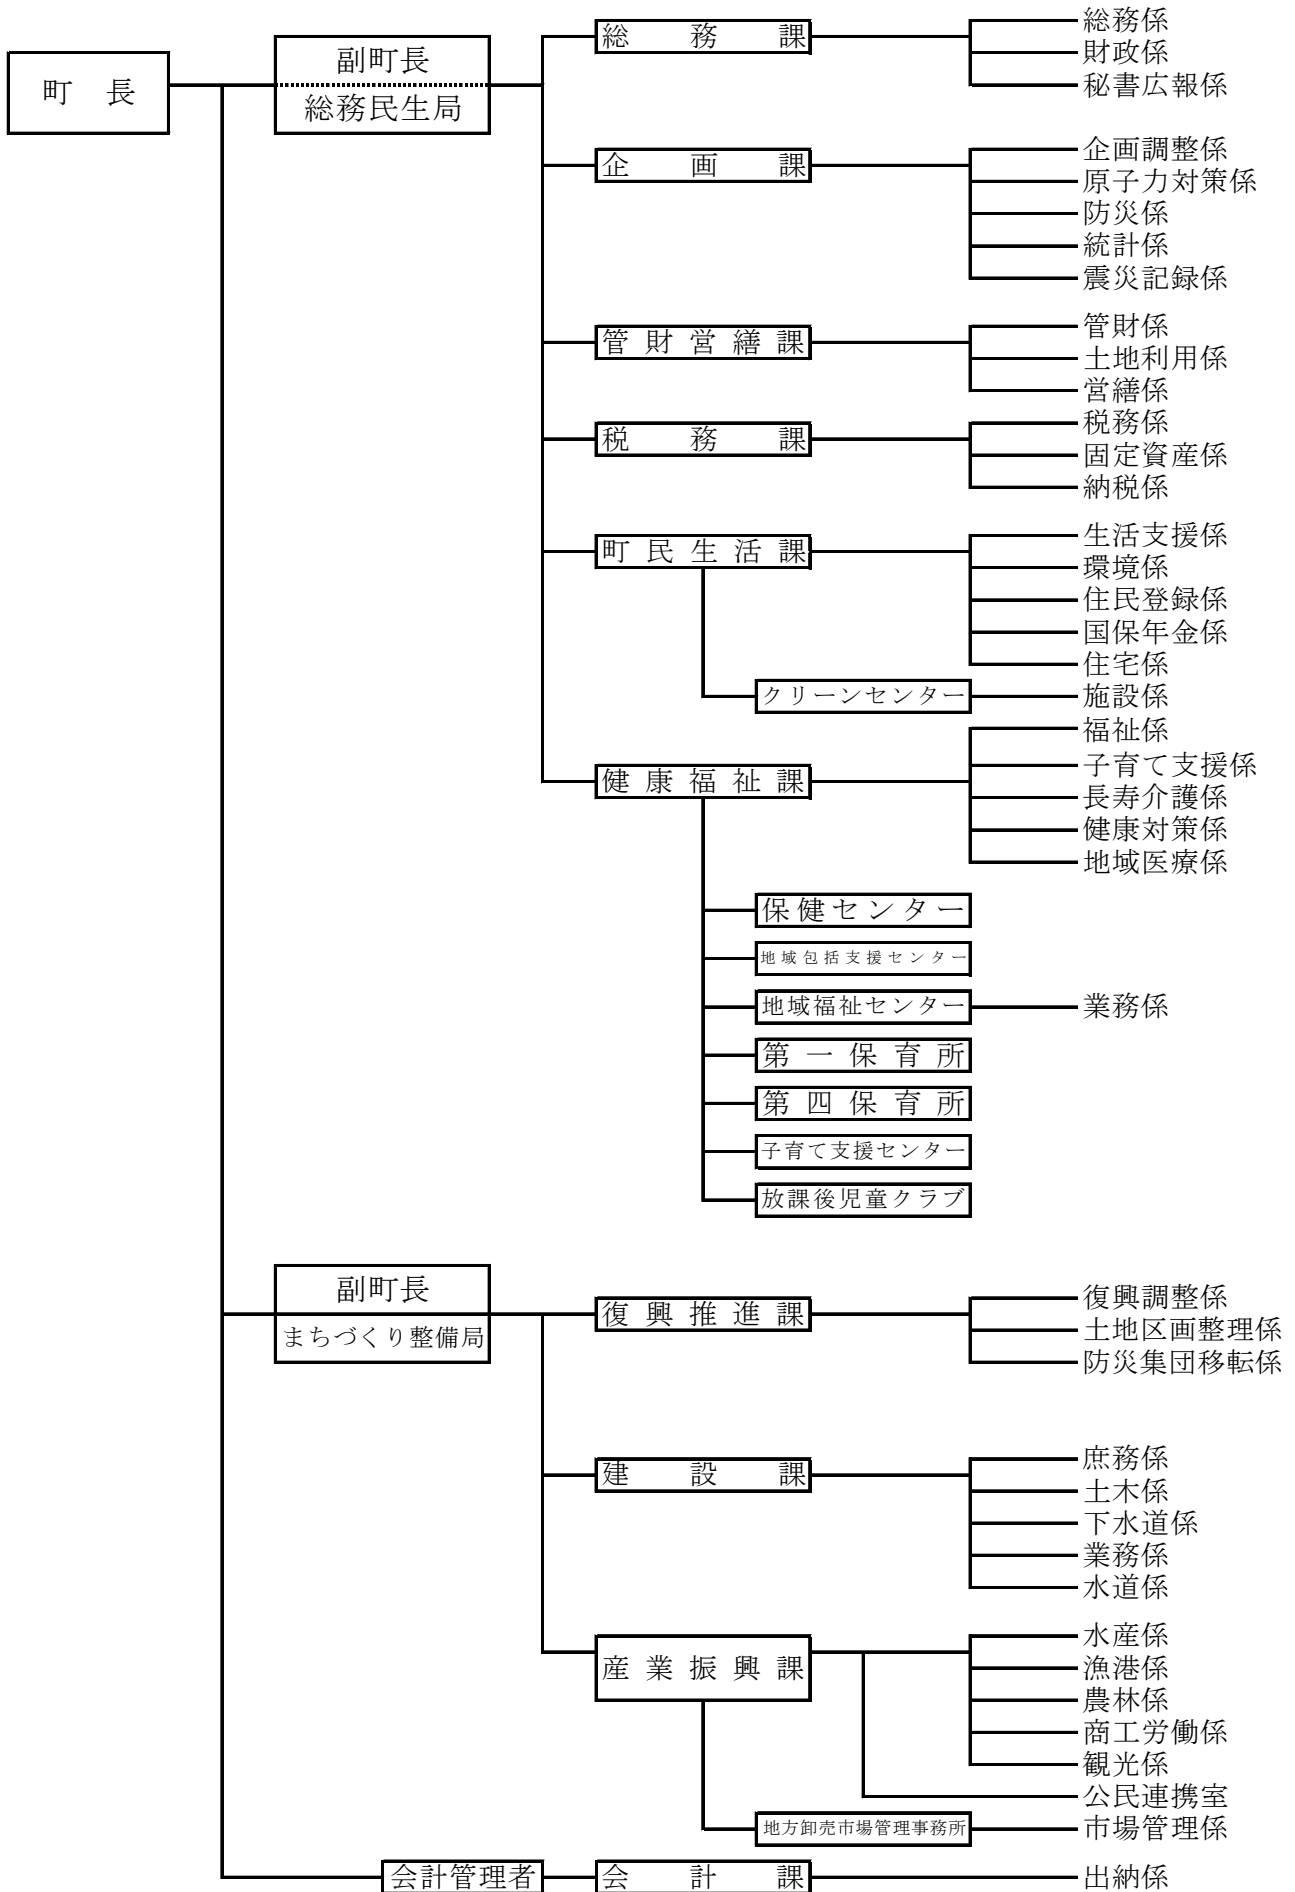 町長
副町長
総務民生局
総務課
総務係
財政係
秘書広報係
企画課
企画調整係
原子力対策係
防災係
統計係
震災記録係
管財営繕課
管財係
土地利用係
営繕係
税務課
税務係
固定資産係
納税係
町民生活課
生活支援係
環境係
住民登録係
国保年金係
住宅係
クリーンセンター
施設係
健康福祉課
福祉係
子育て支援係
長寿介護係
健康対策係
地域医療係
保健センター
地域包括支援センター
地域福祉センター
業務係
第一保育所
第四保育所
子育て支援センター
放課後児童クラブ
副町長
まちづくり整備局
復興推進課
復興調整係
土地区画整理係
防災集団移転係
建設課
庶務係
土木係
下水道係
業務係
水道係
産業振興課
水産係
漁港係
農林係
商工労働係
観光係
公民連携室
地方卸売市場管理事務所
市場管理係
会計管理者
会計課
出納係